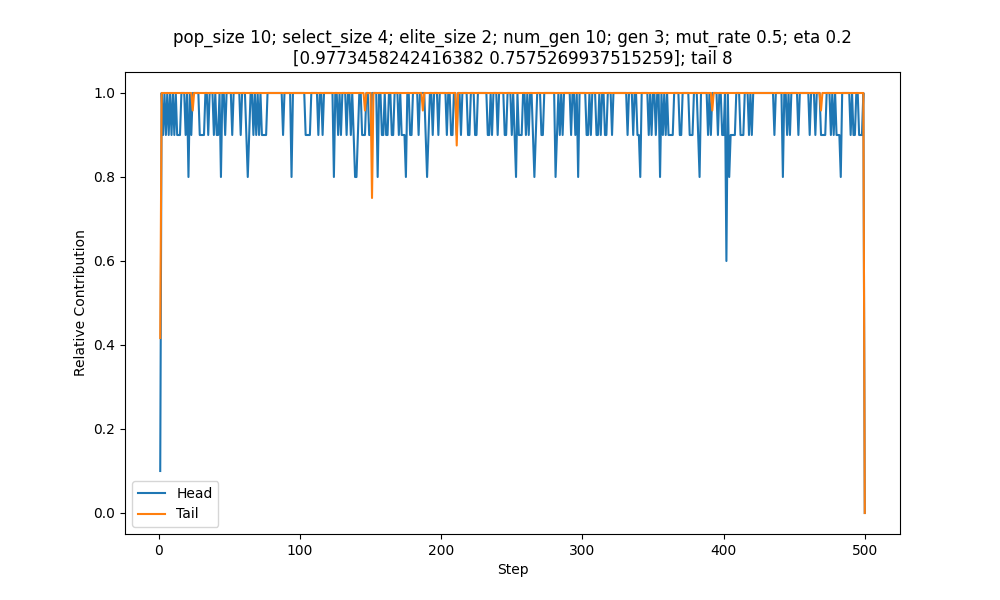 pop_size 10; select_size 4; elite_size 2; num_gen 10; gen 3; mut_rate 0.5; eta 0.2
[0.9773458242416382 0.7575269937515259]; tail 8
1.0
0.8
0.6
0.4
0.2
0.0
Relative Contribution
Head
Tail
0
100
200
300
400
500
Step